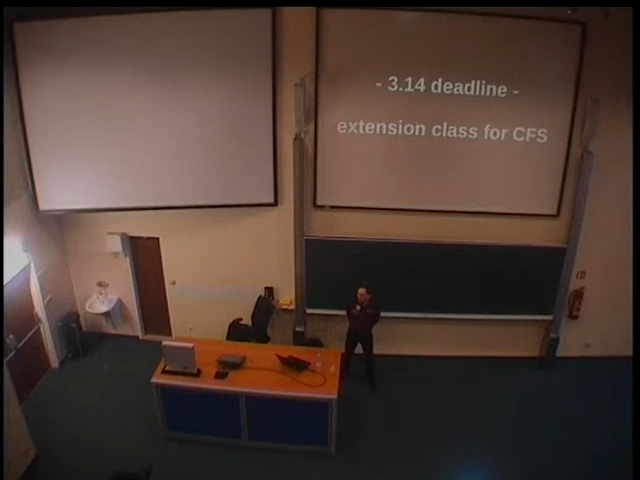 - 3.14 deadline -
extension class for CFS